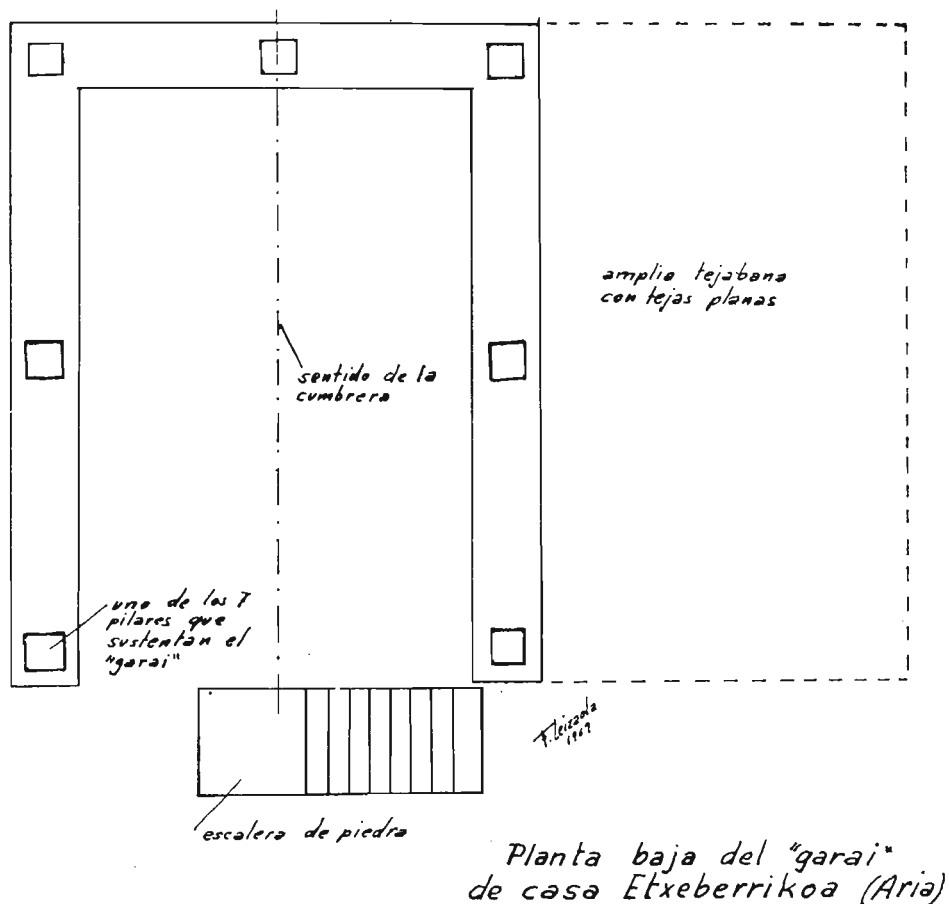 amplia tejabana
con tejas planas
sentido de la
cumbrera
uno de los 7
pilares que
sustentan el
"garai"
F. Leizaola
1969
escalera de piedra
Planta baja del "garai"
de casa Etxeberrikoa (Aria)